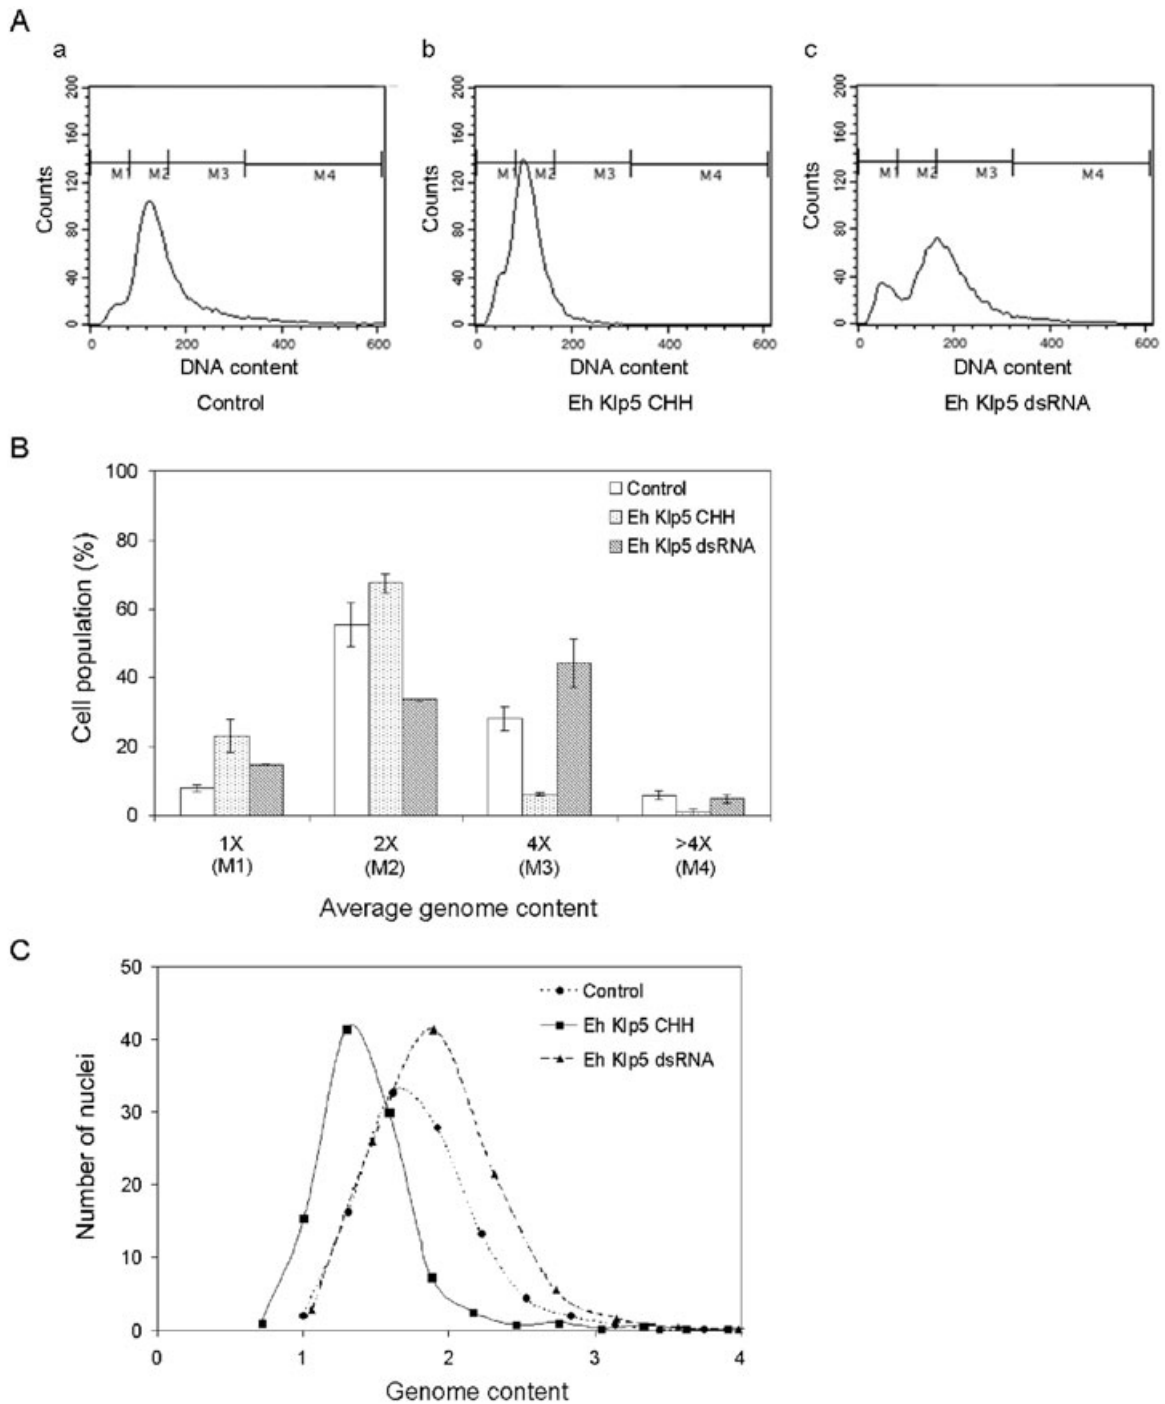 A
a
b
c
200
160
120
80
40
0
Counts
M1
M2
M3
M4
0
200
400
600
DNA content
Control
200
160
120
80
40
0
Counts
M1
M2
M3
M4
0
200
400
600
DNA content
Eh Klp5 CHH
200
160
120
80
40
0
Counts
M1
M2
M3
M4
0
200
400
600
DNA content
Eh Klp5 dsRNA
B
100
80
60
40
20
0
Cell population (%)
Control
Eh Klp5 CHH
Eh Klp5 dsRNA
1X
(M1)
2X
(M2)
4X
(M3)
>4X
(M4)
Average genome content
C
50
40
30
20
10
0
Number of nuclei
Control
Eh Klp5 CHH
Eh Klp5 dsRNA
0
1
2
3
4
Genome content